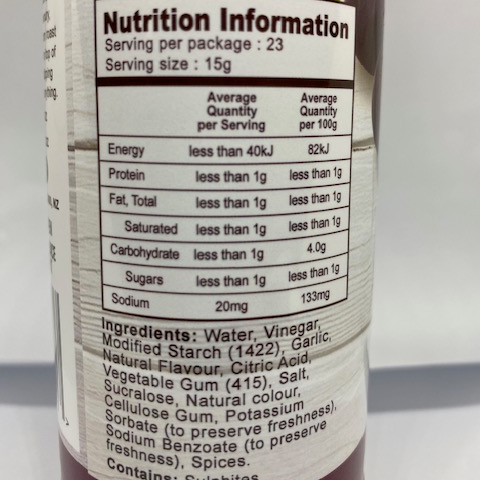 Nutrition Information
Serving per package : 23
Serving size : 15g
Average Quantity per Serving Average Quantity per 100g
Energy less than 40kJ 82kJ
Protein less than 1g less than 1g
Fat, Total less than 1g less than 1g
Saturated less than 1g less than 1g
Carbohydrate less than 1g 4.0g
Sugars less than 1g less than 1g
Sodium 20mg 133mg
Ingredients: Water, Vinegar,
Modified Starch (1422), Garlic,
Natural Flavour, Citric Acid,
Vegetable Gum (415), Salt,
Sucralose, Natural colour,
Cellulose Gum, Potassium
Sorbate (to preserve freshness),
Sodium Benzoate (to preserve
freshness), Spices.
Contains: Sulphites